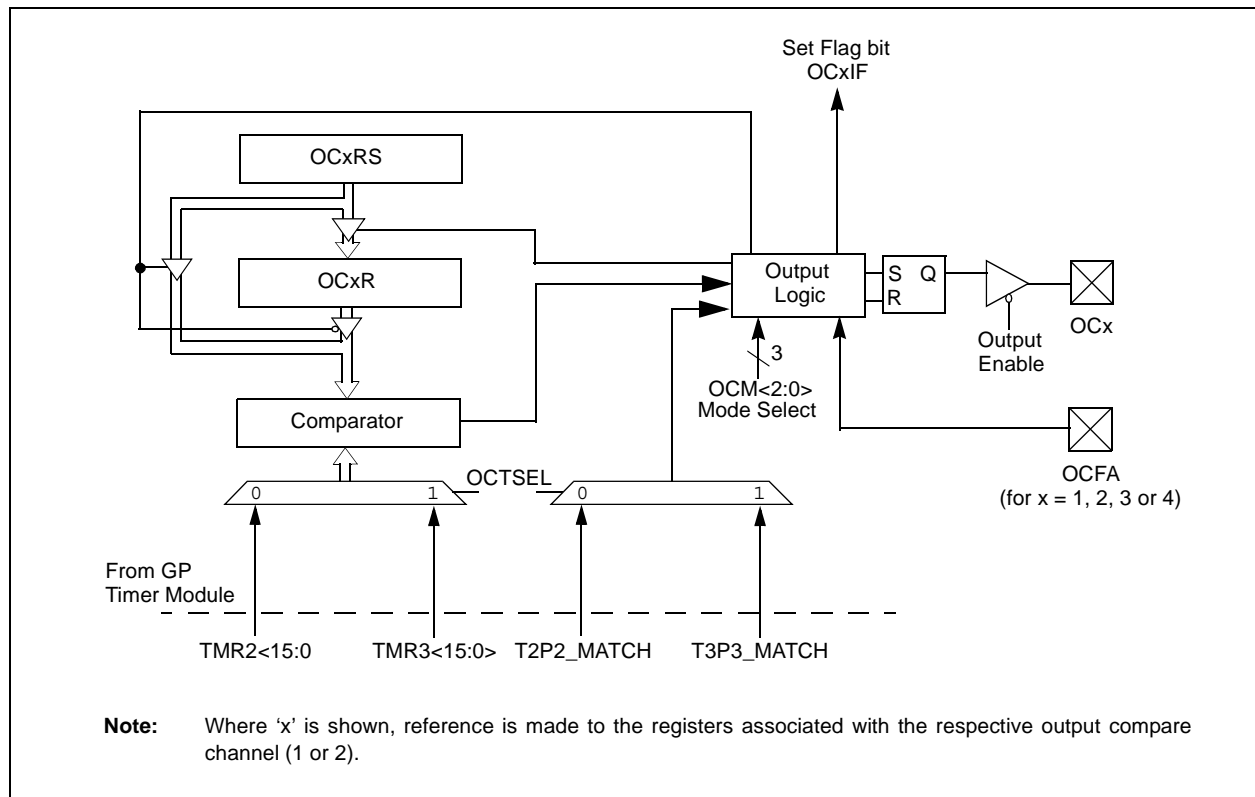 Set Flag bit
OCxIF
OCxRS
OCxR
Output
Logic
S Q
R
OCx
3
Output
Enable
OCM<2:0>
Mode Select
Comparator
OCTSEL
OCFA
(for x = 1, 2, 3 or 4)
0 1
0 1
From GP
Timer Module
TMR2<15:0 TMR3<15:0> T2P2_MATCH T3P3_MATCH
Note: Where ‘x’ is shown, reference is made to the registers associated with the respective output compare
channel (1 or 2).